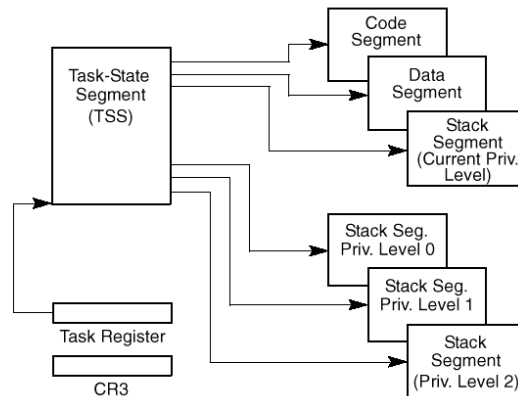 Code
Segment
Task-State
Segment
(TSS)
Data
Segment
Stack
Segment
(Current Priv.
Level)
Stack Seg.
Priv. Level 0
Stack Seg.
Priv. Level 1
Task Register
Stack
Segment
(Priv. Level 2)
CR3